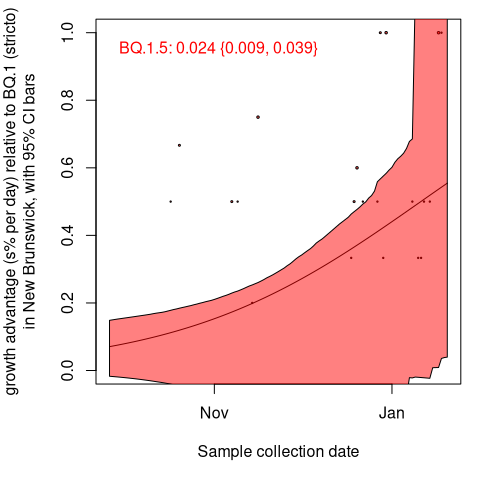 growth advantage (s% per day) relative to BQ.1 (stricto)
in New Brunswick, with 95% CI bars
BQ.1.5: 0.024 {0.009, 0.039}
1.0
0.8
0.6
0.4
0.2
0.0
Nov
Jan
Sample collection date